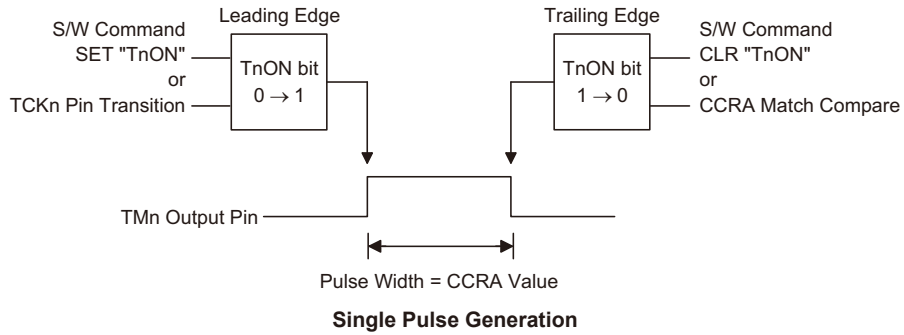 Leading Edge
S/W Command
SET "TnON"
or
TCKn Pin Transition
TnON bit
0 → 1
Trailing Edge
TnON bit
1 → 0
S/W Command
CLR "TnON"
or
CCRA Match Compare
TMn Output Pin
Pulse Width = CCRA Value
Single Pulse Generation